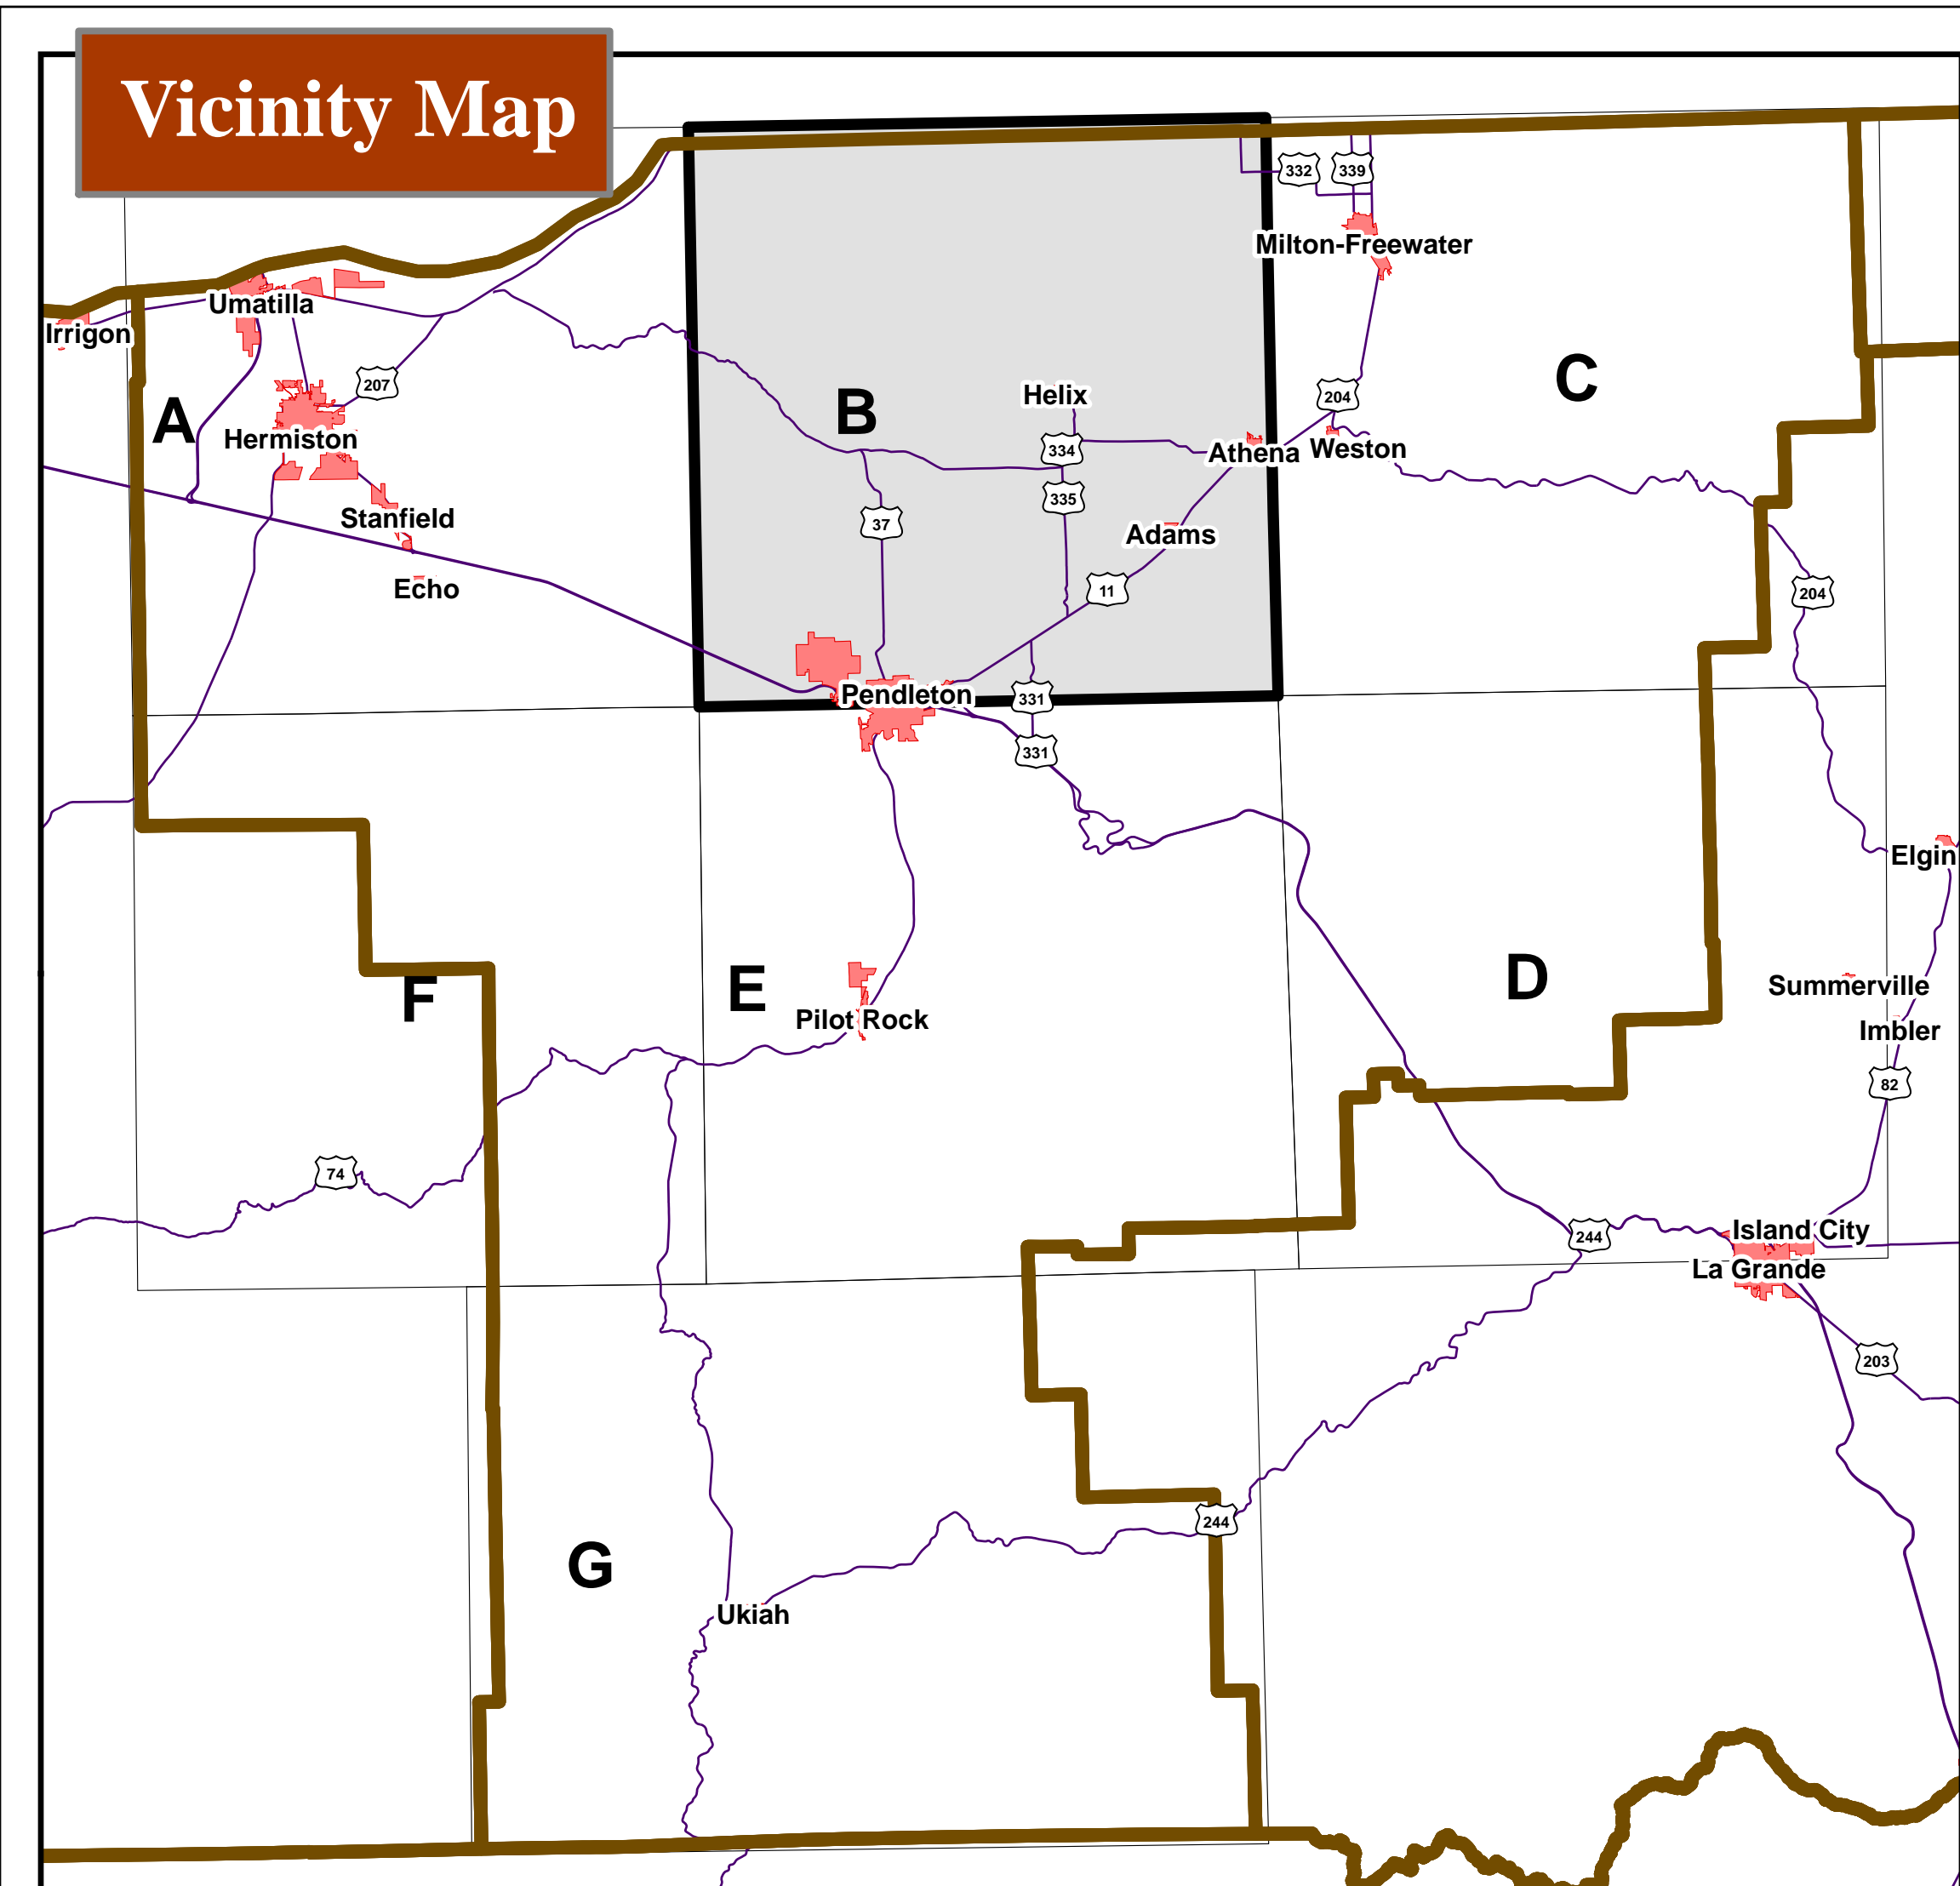 Vicinity Map
332
339
Milton-Freewater
Umatilla
Irrigon
207
A
Hermiston
B
Helix
C
204
334
Athena
Weston
335
Stanfield
37
Adams
Echo
11
204
Pendleton
331
331
Elgin
F
E
D
Pilot Rock
Summerville
Imbler
82
74
244
Island City
La Grande
203
244
G
Ukiah